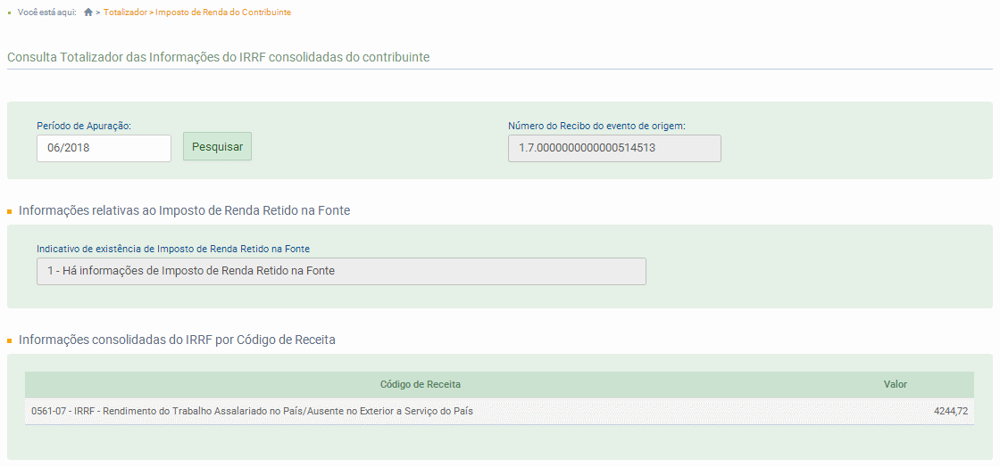 Você está aqui: > Totalizador > Imposto de Renda do Contribuinte
Consulta Totalizador das Informações do IRRF consolidadas do contribuinte
Período de Apuração:
06/2018
Pesquisar
Número do Recibo do evento de origem:
1.7.0000000000000514513
Informações relativas ao Imposto de Renda Retido na Fonte
Indicativo de existência de Imposto de Renda Retido na Fonte
1 - Há informações de Imposto de Renda Retido na Fonte
Informações consolidadas do IRRF por Código de Receita
Código de Receita Valor
0561-07 - IRRF - Rendimento do Trabalho Assalariado no País/Ausente no Exterior a Serviço do País 4244,72